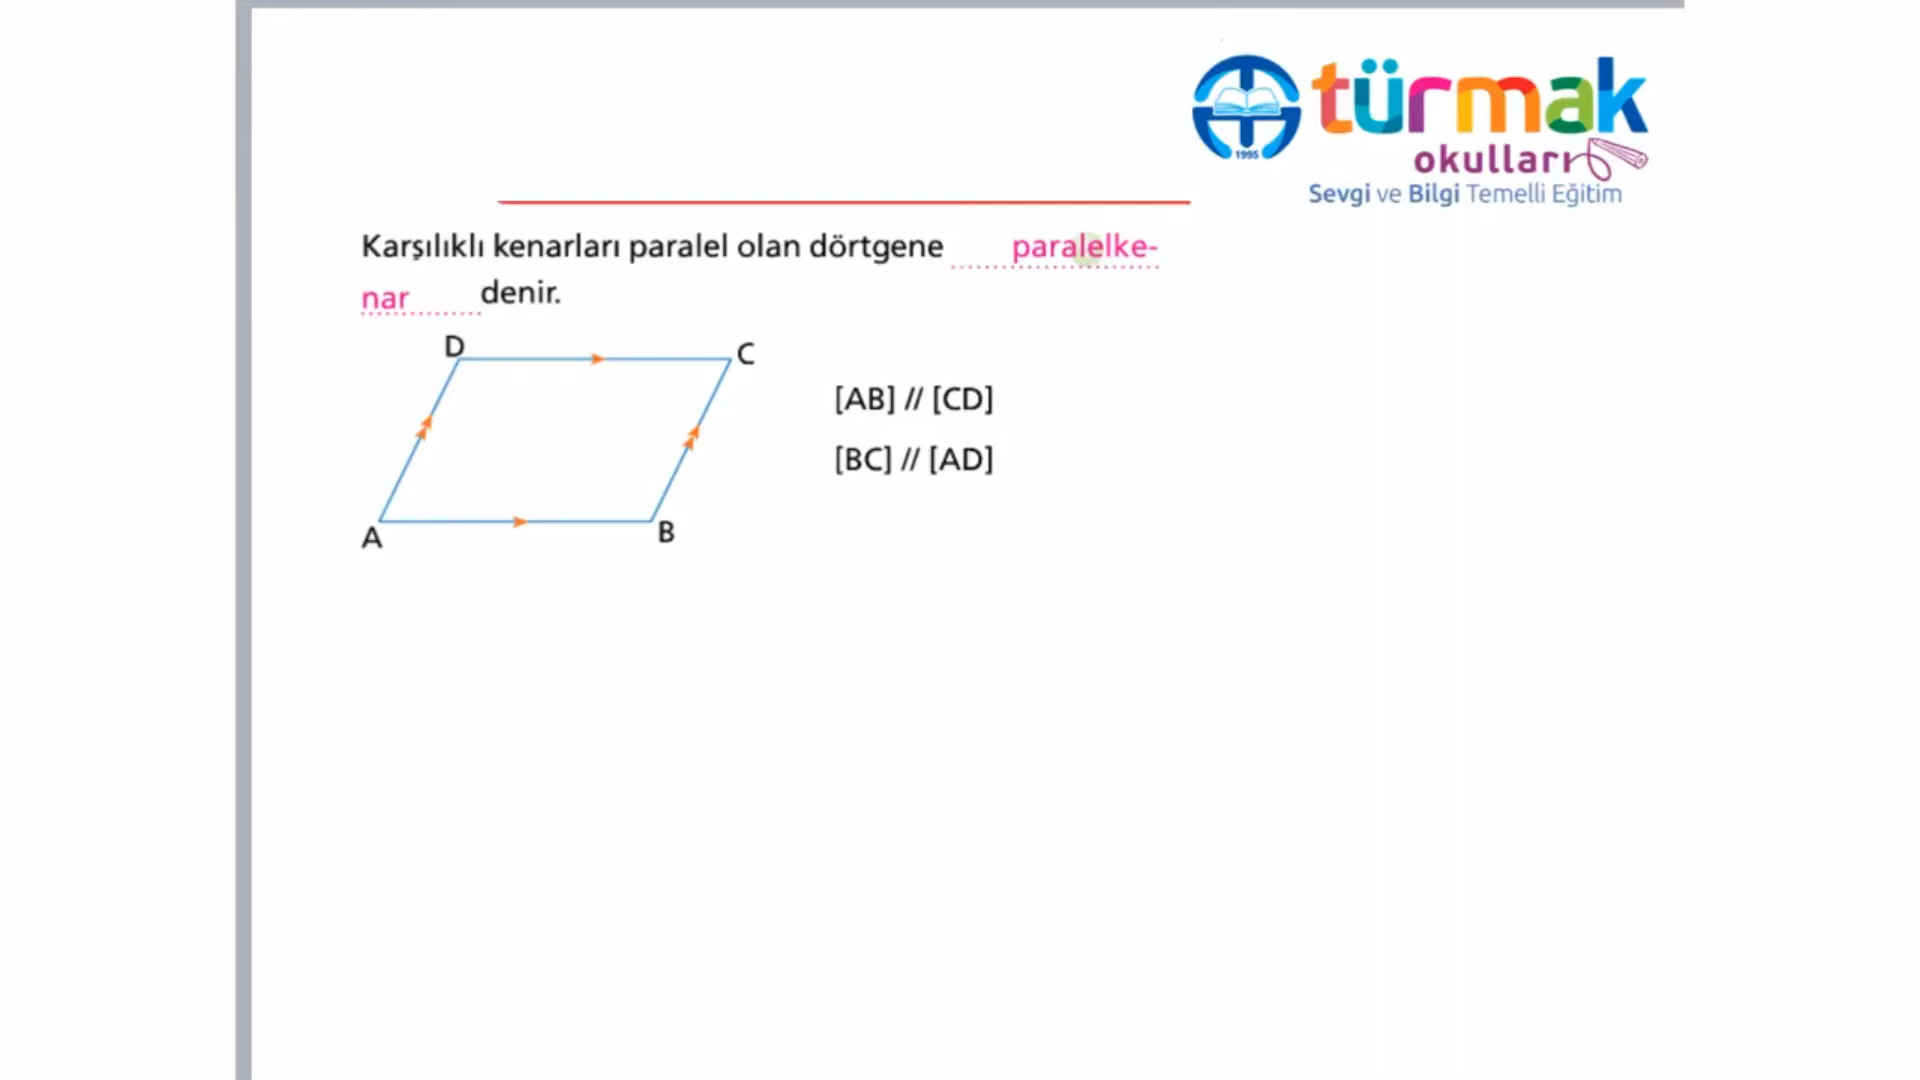 1995
türmak
okulları
Sevgi ve Bilgi Temelli Eğitim
Karşılıklı kenarları paralel olan dörtgene paralelke-
nar denir.
D
C
[AB] // [CD]
[BC] // [AD]
A
B